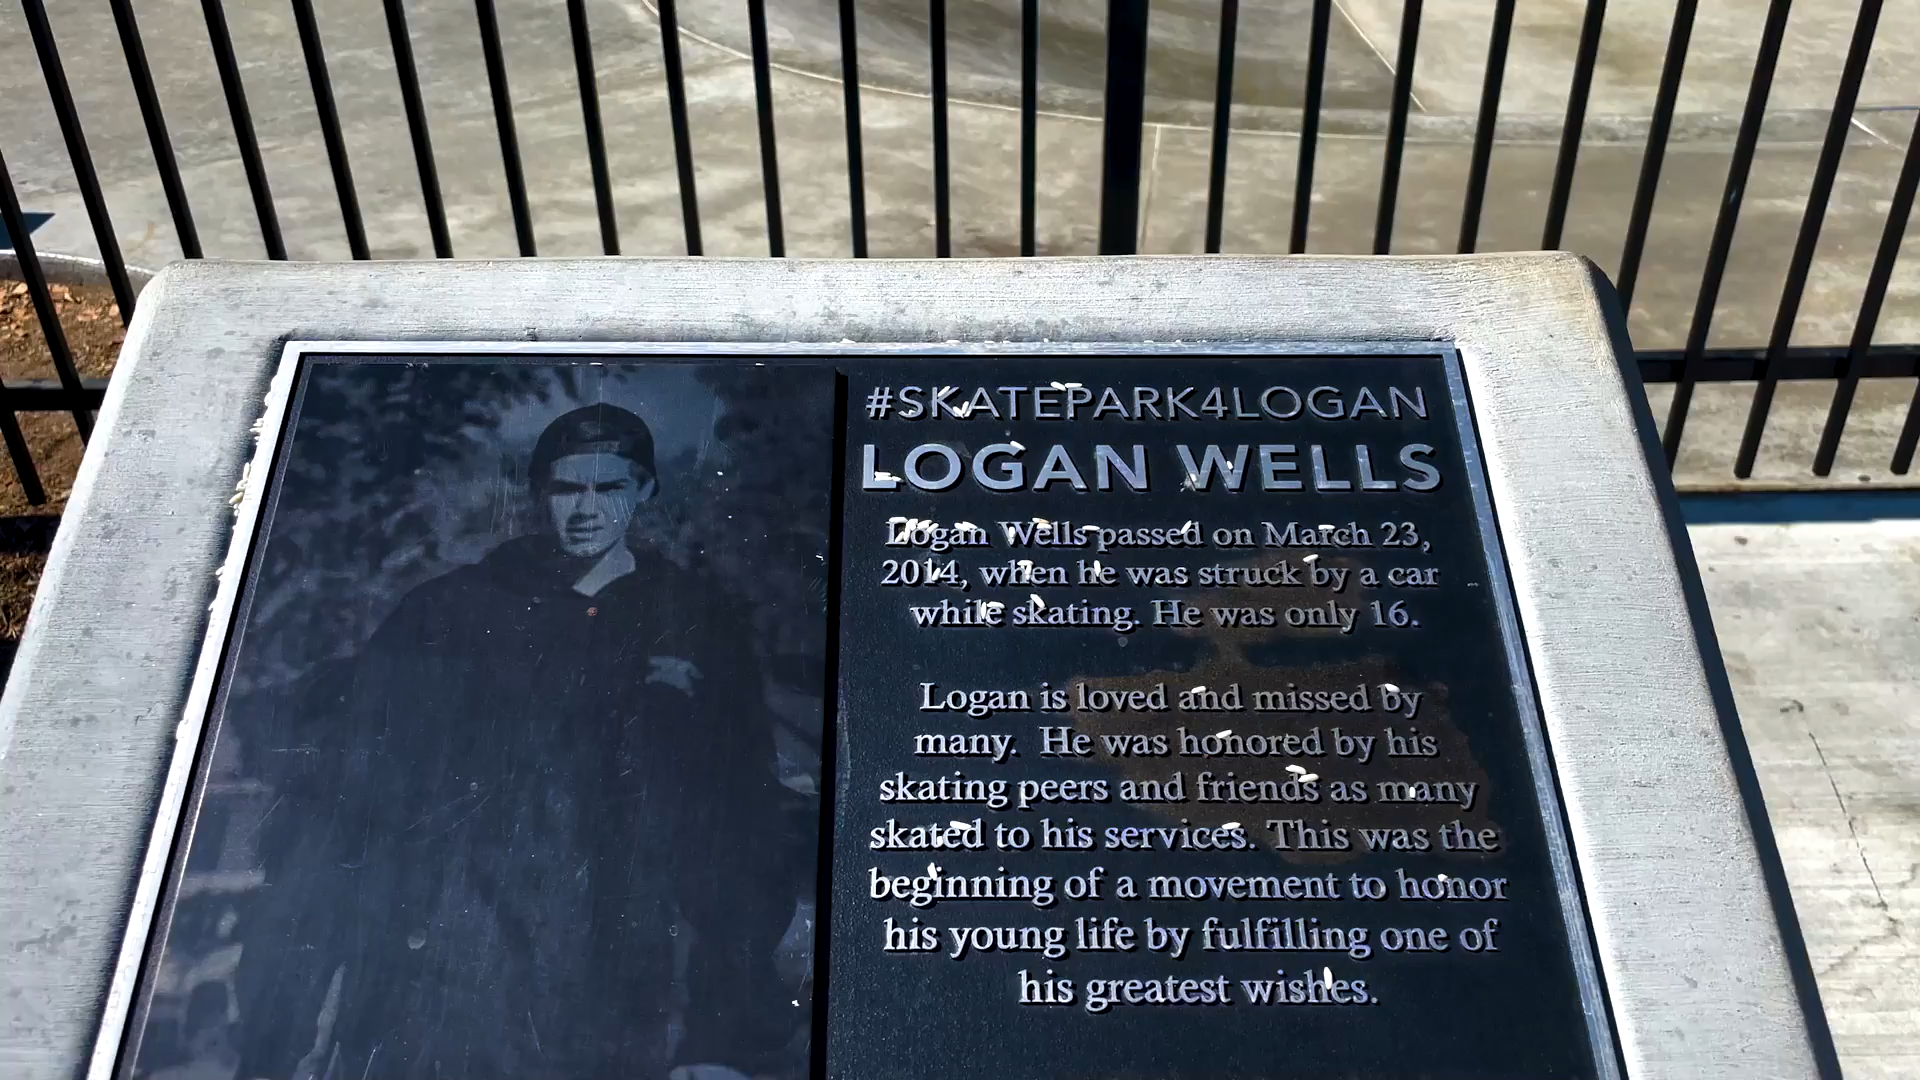 #SKATEPARK4LOGAN
LOGAN WELLS
Logan Wells passed on March 23,
2014, when he was struck by a car
while skating. He was only 16.
Logan is loved and missed by
many. He was honored by his
skating peers and friends as many
skated to his services. This was the
beginning of a movement to honor
his young life by fulfilling one of
his greatest wishes.